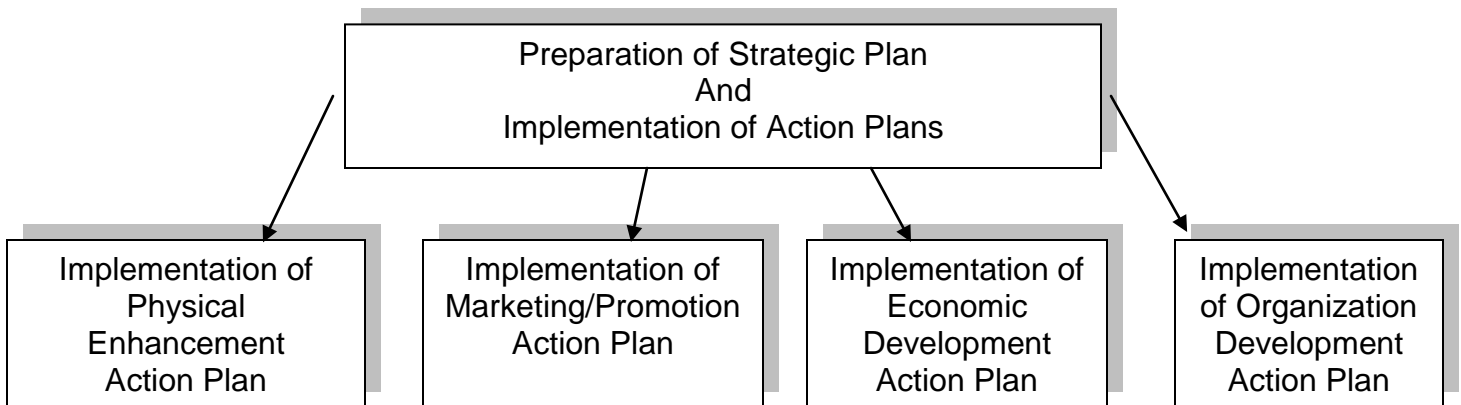 Preparation of Strategic Plan
And
Implementation of Action Plans
Implementation of
Physical
Enhancement
Action Plan
Implementation of
Marketing/Promotion
Action Plan
Implementation of
Economic
Development
Action Plan
Implementation
of Organization
Development
Action Plan